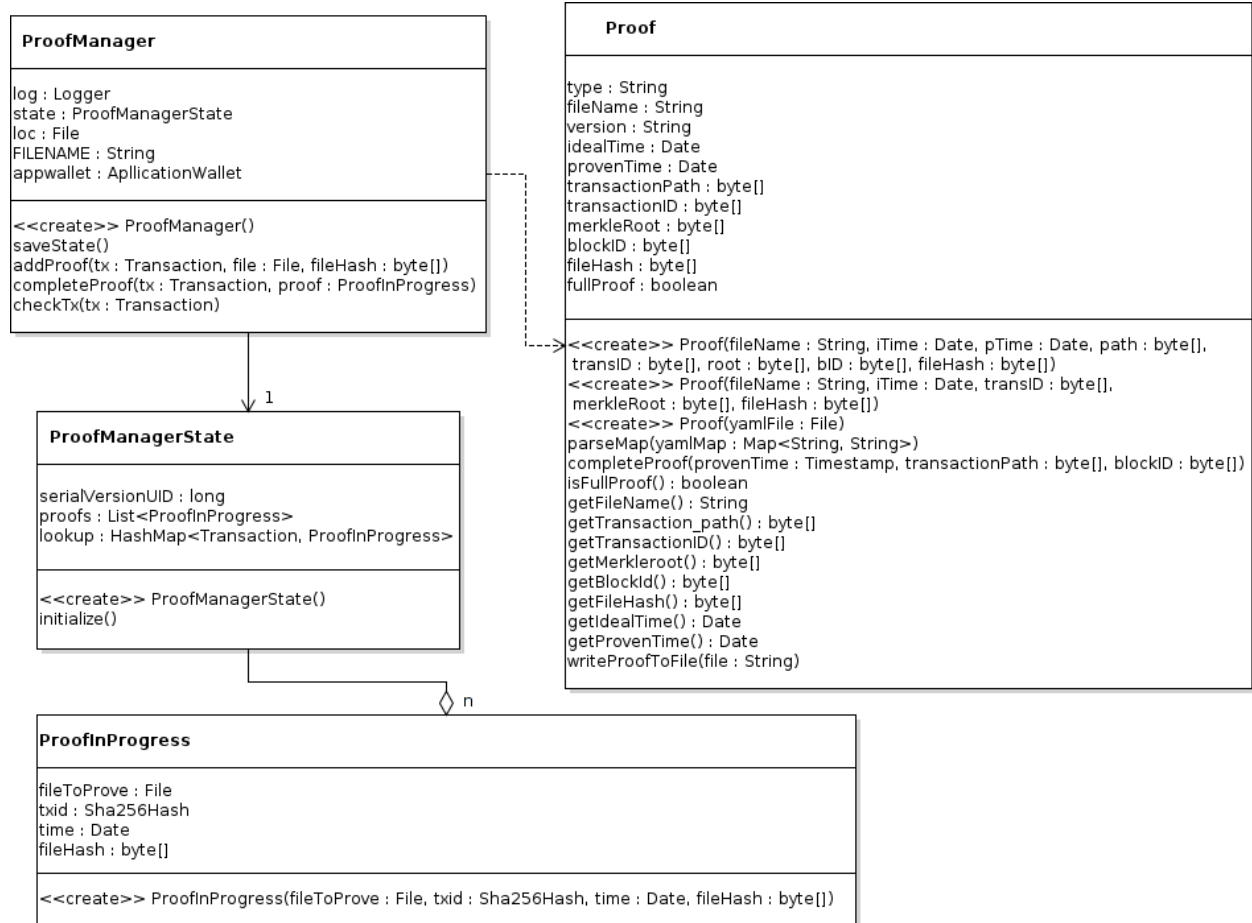 ProofManager
log : Logger
state : ProofManagerState
loc : File
FILENAME : String
appwallet : ApllicationWallet
<<create>> ProofManager()
saveState()
addProof(tx : Transaction, file : File, fileHash : byte[])
completeProof(tx : Transaction, proof : ProofInProgress)
checkTx(tx : Transaction)
1
Proof
type : String
fileName : String
version : String
idealTime : Date
provenTime : Date
transactionPath : byte[]
transactionID : byte[]
merkleRoot : byte[]
blockID : byte[]
fileHash : byte[]
fullProof : boolean
<<create>> Proof(fileName : String, iTime : Date, pTime : Date, path : byte[],
transID : byte[], root : byte[], bID : byte[], fileHash : byte[])
<<create>> Proof(fileName : String, iTime : Date, transID : byte[],
merkleRoot : byte[], fileHash : byte[])
<<create>> Proof(yamlFile : File)
parseMap(yamlMap : Map<String, String>)
completeProof(provenTime : Timestamp, transactionPath : byte[], blockID : byte[])
isFullProof() : boolean
getFileName() : String
getTransaction_path() : byte[]
getTransactionID() : byte[]
getMerkleroot() : byte[]
getBlockId() : byte[]
getFileHash() : byte[]
getIdealTime() : Date
getProvenTime() : Date
writeProofToFile(file : String)
ProofManagerState
serialVersionUID : long
proofs : List<ProofInProgress>
lookup : HashMap<Transaction, ProofInProgress>
<<create>> ProofManagerState()
initialize()
n
ProofInProgress
fileToProve : File
txid : Sha256Hash
time : Date
fileHash : byte[]
<<create>> ProofInProgress(fileToProve : File, txid : Sha256Hash, time : Date, fileHash : byte[])